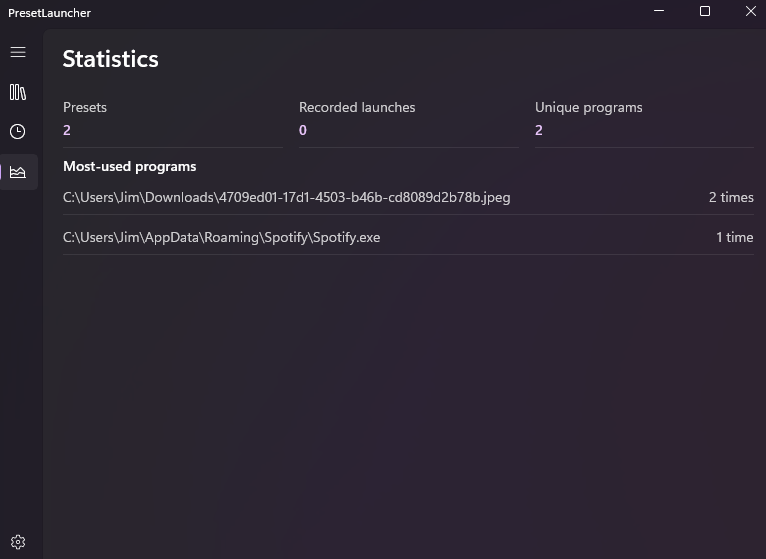 PresetLauncher
Statistics
Presets
2
Recorded launches
0
Unique programs
2
Most-used programs
C:\Users\Jim\Downloads\4709ed01-17d1-4503-b46b-cd8089d2b78b.jpeg
2 times
C:\Users\Jim\AppData\Roaming\Spotify\Spotify.exe
1 time